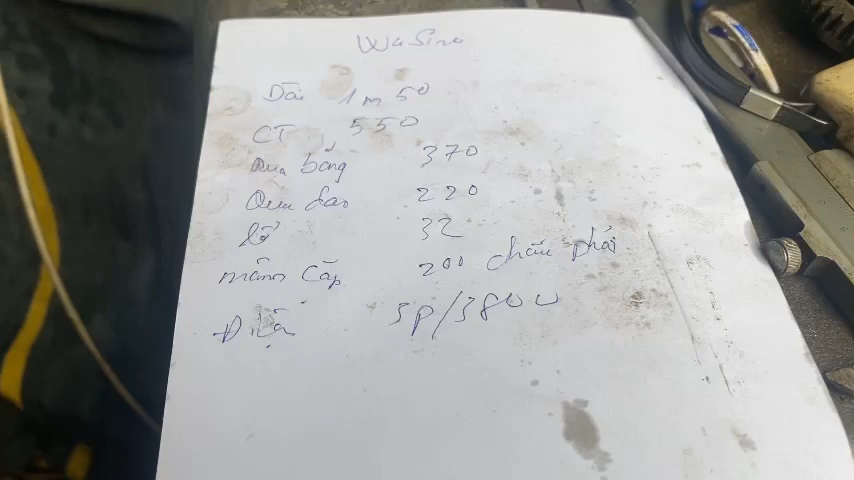 Wasino
Dài 1m50
CT 550
Qua băng 370
Qua dao 220
lỗ 32
mâm cặp 200 chấu phải
Điện 3p/380v